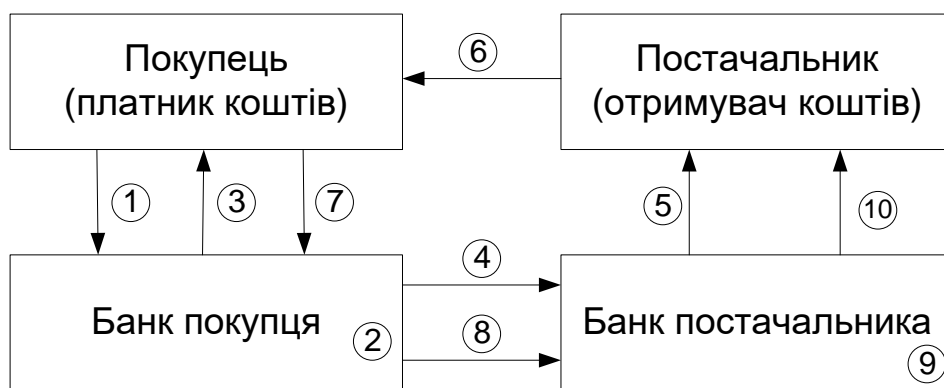 Покупець
(платник коштів)
6
Постачальник
(отримувач коштів)
1
3
7
5
10
4
Банк покупця
2
8
Банк постачальника
9